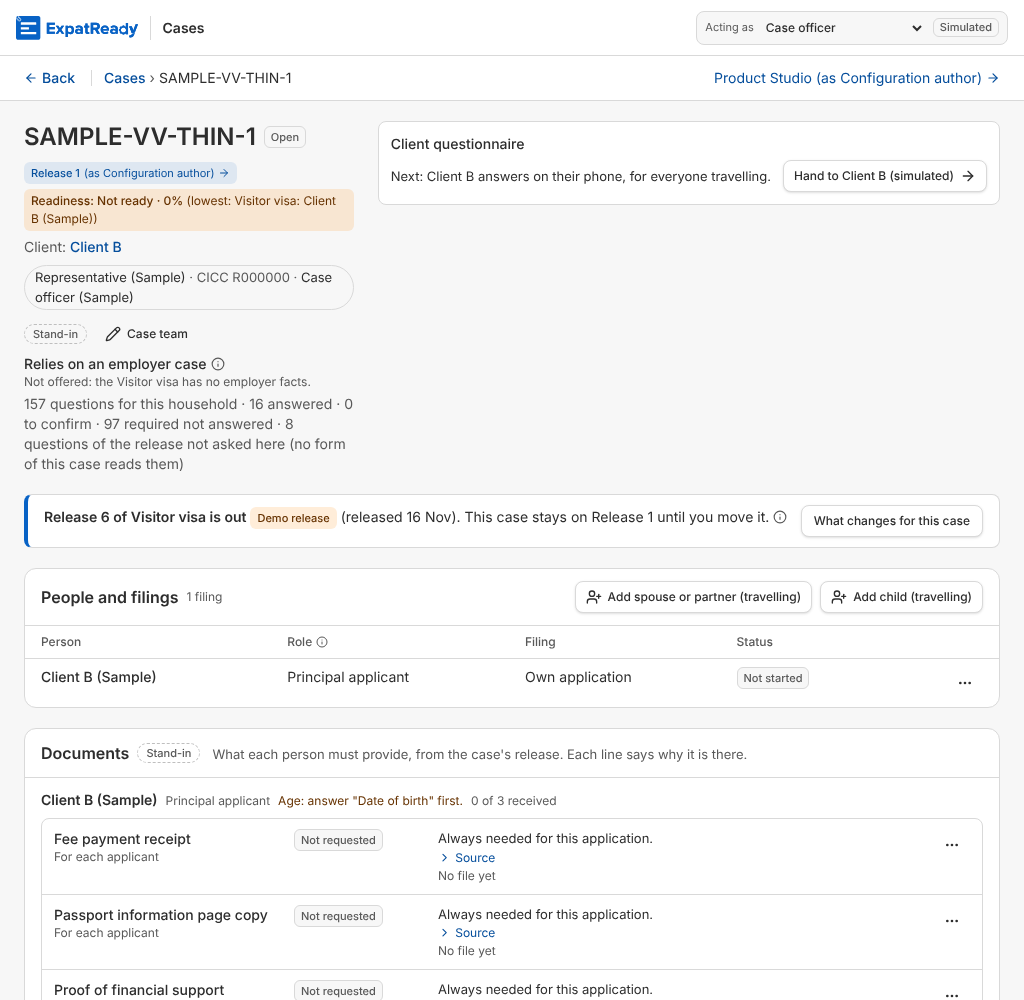 ExpatReady
Cases
Acting as Case officer Simulated
← Back
Cases › SAMPLE-VV-THIN-1
Product Studio (as Configuration author) →
SAMPLE-VV-THIN-1 Open
Release 1 (as Configuration author) →
Readiness: Not ready · 0% (lowest: Visitor visa: Client
B (Sample))
Client: Client B
Representative (Sample) · CICC R000000 · Case
officer (Sample)
Stand-in Case team
Relies on an employer case
Not offered: the Visitor visa has no employer facts.
157 questions for this household · 16 answered · 0
to confirm · 97 required not answered · 8
questions of the release not asked here (no form
of this case reads them)
Client questionnaire
Next: Client B answers on their phone, for everyone travelling.
Hand to Client B (simulated) →
Release 6 of Visitor visa is out Demo release (released 16 Nov). This case stays on Release 1 until you move it.
What changes for this case
People and filings 1 filing
Add spouse or partner (travelling)
Add child (travelling)
Person Role Filing Status
Client B (Sample) Principal applicant Own application Not started ...
Documents Stand-in What each person must provide, from the case's release. Each line says why it is there.
Client B (Sample) Principal applicant Age: answer "Date of birth" first. 0 of 3 received
Fee payment receipt Not requested Always needed for this application. ...
For each applicant
Source
No file yet
Passport information page copy Not requested Always needed for this application. ...
For each applicant
Source
No file yet
Proof of financial support Not requested Always needed for this application. ...